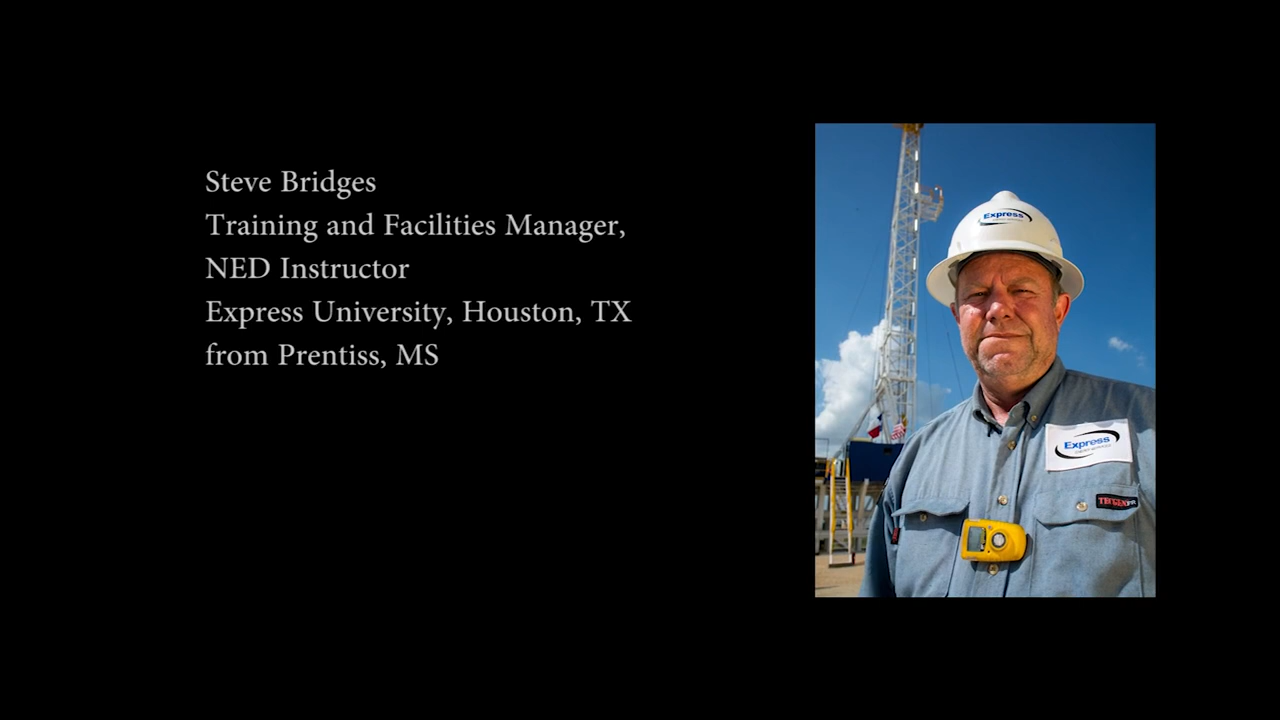 Steve Bridges
Training and Facilities Manager,
NED Instructor
Express University, Houston, TX
from Prentiss, MS
Express
Express